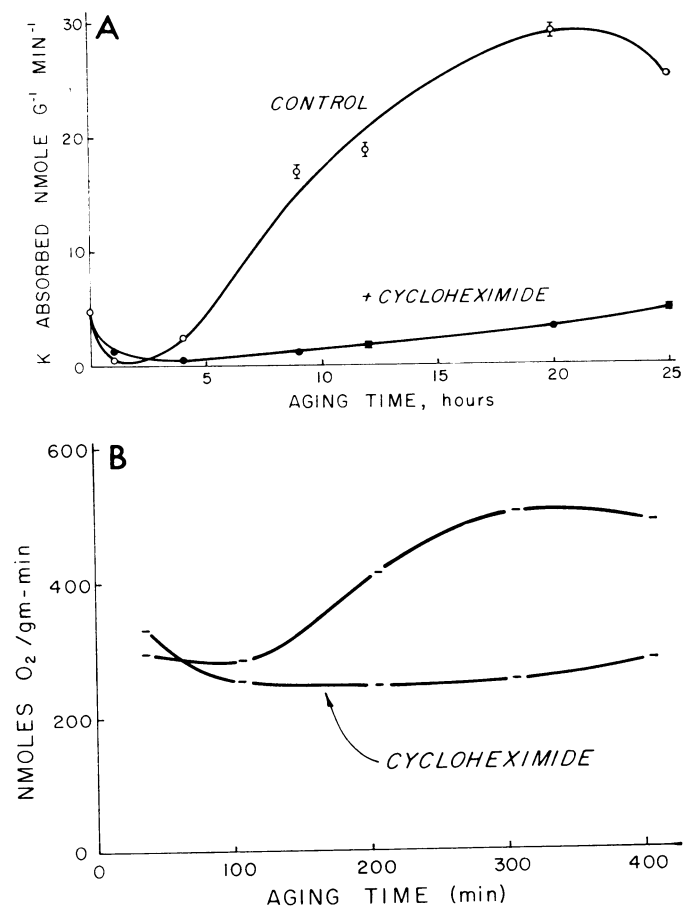 A
30
20
10
0
5
10
15
20
25
K ABSORBED NMOLE G⁻¹ MIN⁻¹
CONTROL
+ CYCLOHEXIMIDE
AGING TIME, hours
B
600
400
200
0
0
100
200
300
400
NMOLES O₂/gm-min
CYCLOHEXIMIDE
AGING TIME (min)